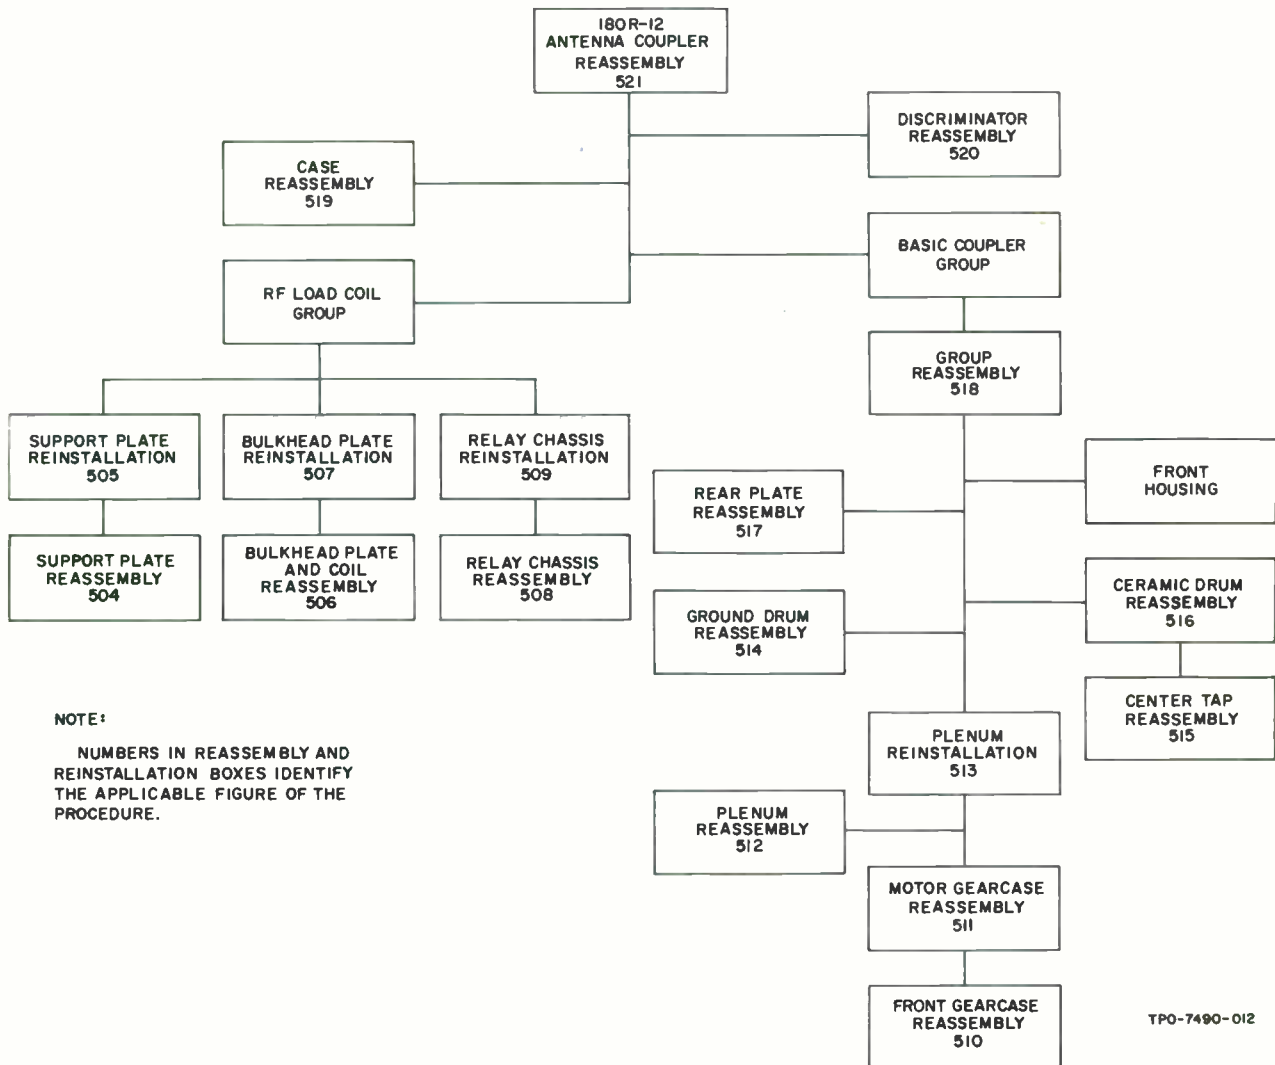 180R-12
ANTENNA COUPLER
REASSEMBLY
521
DISCRIMINATOR
REASSEMBLY
520
CASE
REASSEMBLY
519
BASIC COUPLER
GROUP
RF LOAD COIL
GROUP
GROUP
REASSEMBLY
518
SUPPORT PLATE
REINSTALLATION
505
BULKHEAD PLATE
REINSTALLATION
507
RELAY CHASSIS
REINSTALLATION
509
FRONT
HOUSING
REAR PLATE
REASSEMBLY
517
SUPPORT PLATE
REASSEMBLY
504
BULKHEAD PLATE
AND COIL
REASSEMBLY
506
RELAY CHASSIS
REASSEMBLY
508
CERAMIC DRUM
REASSEMBLY
516
GROUND DRUM
REASSEMBLY
514
CENTER TAP
REASSEMBLY
515
PLENUM
REINSTALLATION
513
NOTE:
NUMBERS IN REASSEMBLY AND
REINSTALLATION BOXES IDENTIFY
THE APPLICABLE FIGURE OF THE
PROCEDURE.
PLENUM
REASSEMBLY
512
MOTOR GEARCASE
REASSEMBLY
511
FRONT GEARCASE
REASSEMBLY
510
TPO-7490-012